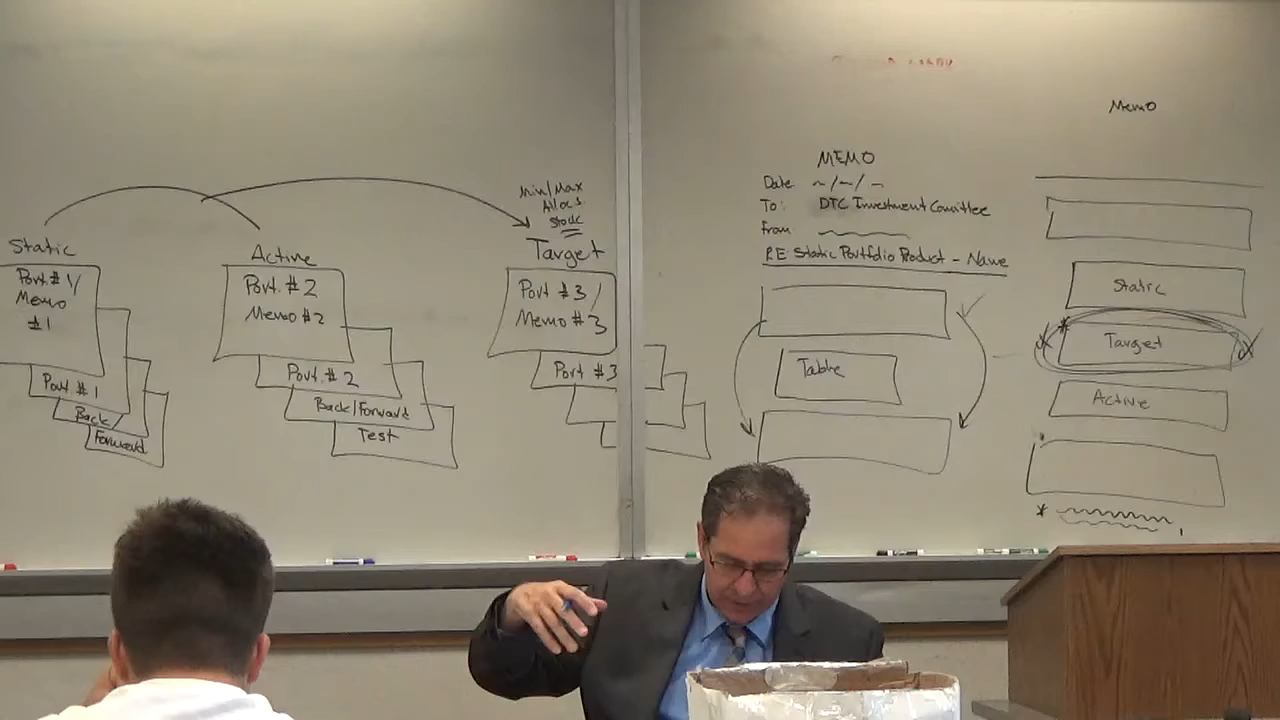 Static
Port. #1/
Memo
#1
Port #1
Back/
Forward
Active
Port. #2
Memo #2
Port. #2
Back/Forward
Test
Min/Max
Stock
Target
Port #3/
Memo #3
Port #3
MEMO
Date
To: DTC Investment Committee
From
RE Static Portfolio Product - Name
Table
Memo
Static
* Target
Active
*